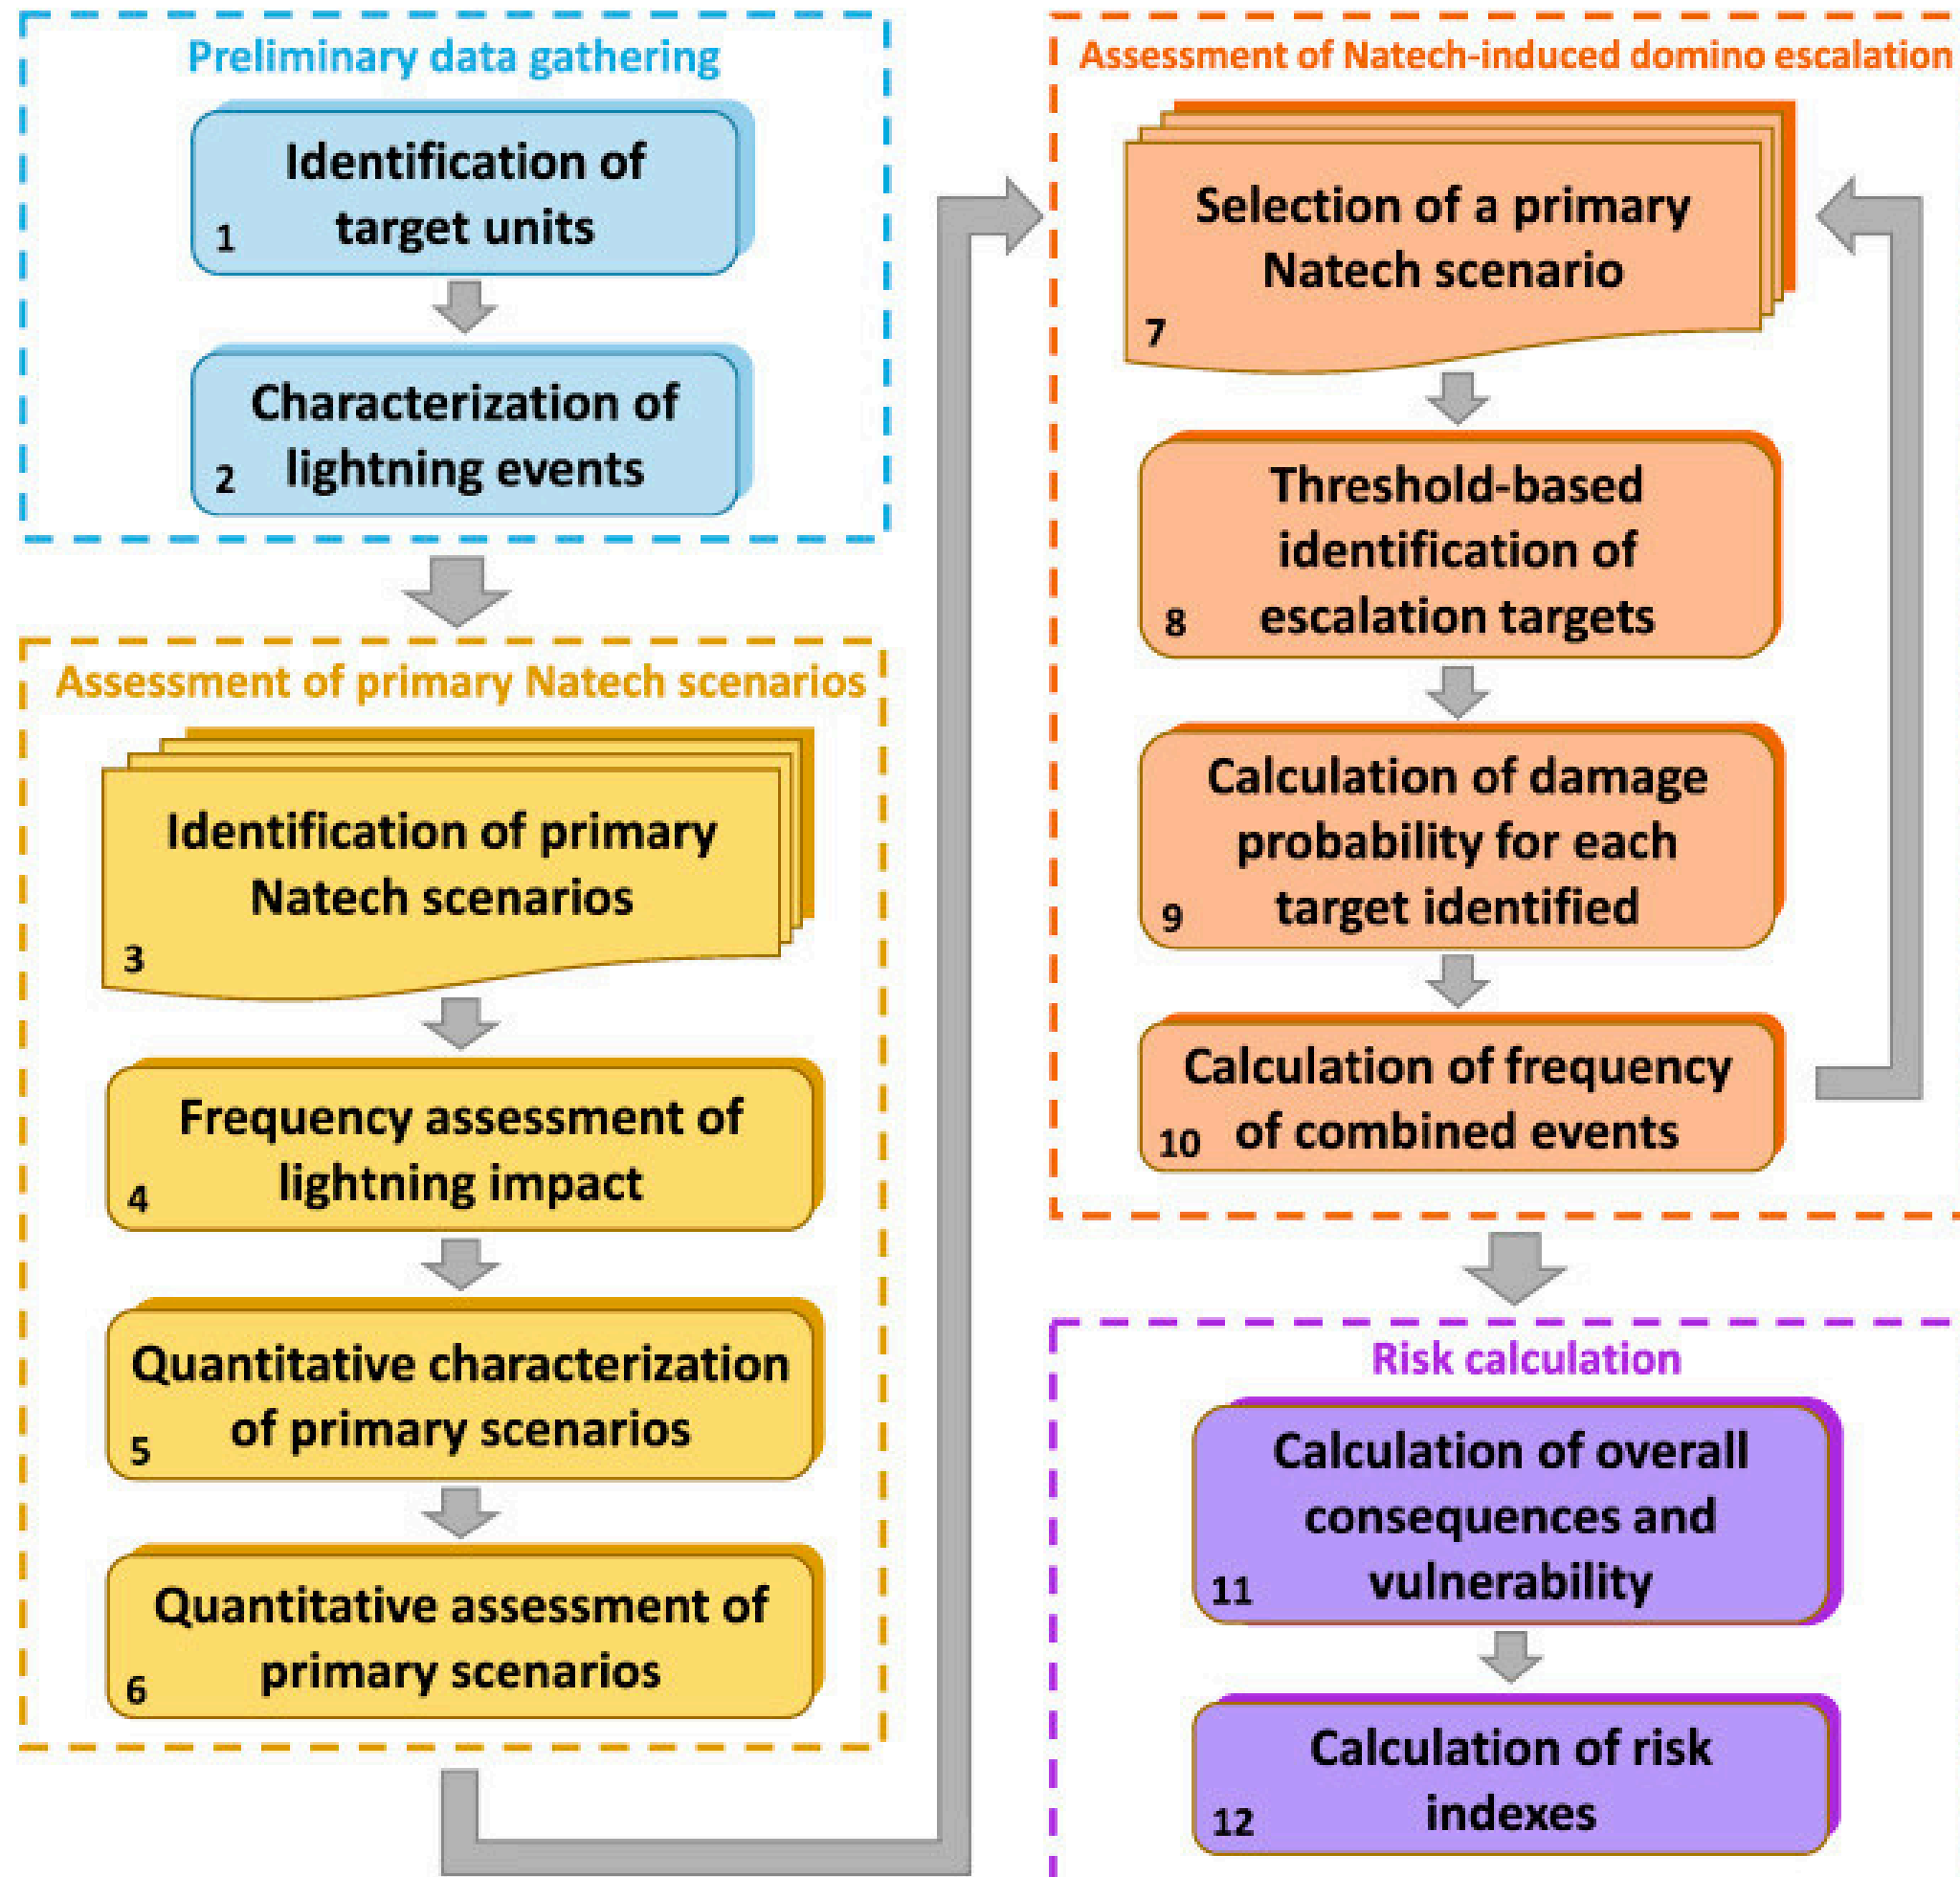 Preliminary data gathering
Identification of
target units
1
Characterization of
lightning events
2
Assessment of primary Natech scenarios
Identification of primary
Natech scenarios
3
Frequency assessment of
lightning impact
4
Quantitative characterization
of primary scenarios
5
Quantitative assessment of
primary scenarios
6
Assessment of Natech-induced domino escalation
Selection of a primary
Natech scenario
7
Threshold-based
identification of
escalation targets
8
Calculation of damage
probability for each
target identified
9
Calculation of frequency
of combined events
10
Risk calculation
Calculation of overall
consequences and
vulnerability
11
Calculation of risk
indexes
12